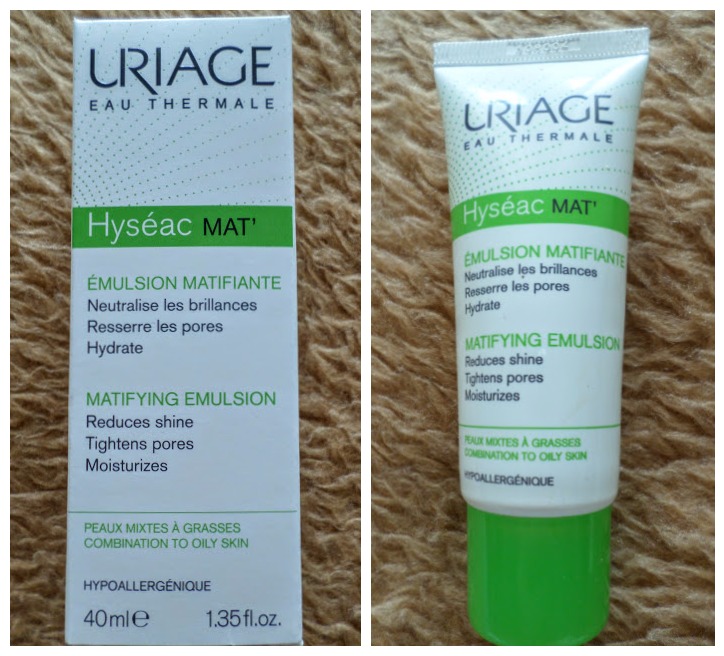 URIAGE
EAU THERMALE
Hyséac MAT'
ÉMULSION MATIFIANTE
Neutralise les brillances
Resserre les pores
Hydrate
MATIFYING EMULSION
Reduces shine
Tightens pores
Moisturizes
PEAUX MIXTES À GRASSES
COMBINATION TO OILY SKIN
HYPOALLERGÉNIQUE
40ml℮ 1.35fl.oz.
URIAGE
EAU THERMALE
Hyséac MAT'
ÉMULSION MATIFIANTE
Neutralise les brillances
Resserre les pores
Hydrate
MATIFYING EMULSION
Reduces shine
Tightens pores
Moisturizes
PEAUX MIXTES À GRASSES
COMBINATION TO OILY SKIN
HYPOALLERGÉNIQUE